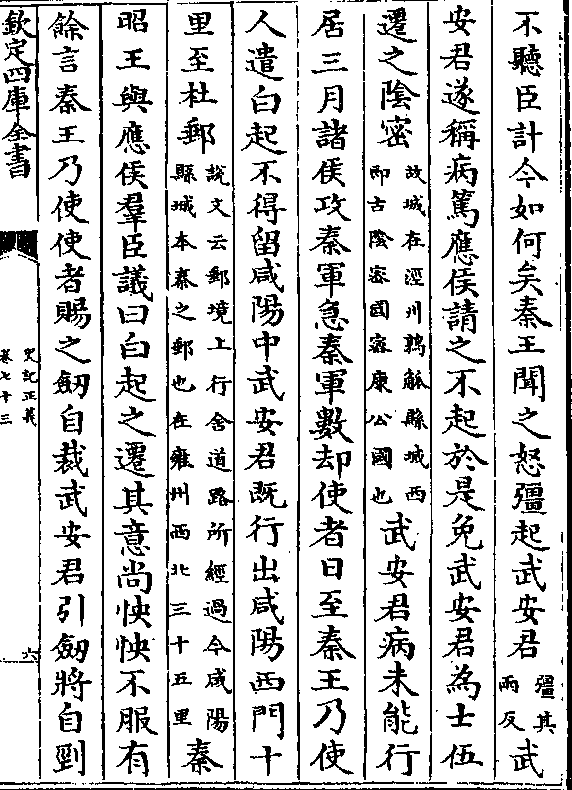 不聽臣計今如何矣秦王聞之怒彊起武安君彊其兩反武
安君遂稱病篤應侯請之不起於是免武安君為士伍
遷之陰密故城在涇州鶉觚縣城西即古陰密國密康公國也武安君病未能行
居三月諸侯攻秦軍急秦軍數却使者日至秦王乃使
人遣白起不得留咸陽中武安君既行出咸陽西門十
里至杜郵說文云郵境上行舍道路所經過今咸陽縣城本秦之郵也在雍州西北三十五里秦
昭王與應侯羣臣議曰白起之遷其意尚怏怏不服有
餘言秦王乃使使者賜之劒自裁武安君引劒將自剄
欽定四庫全書
史記正義
卷七十三
六